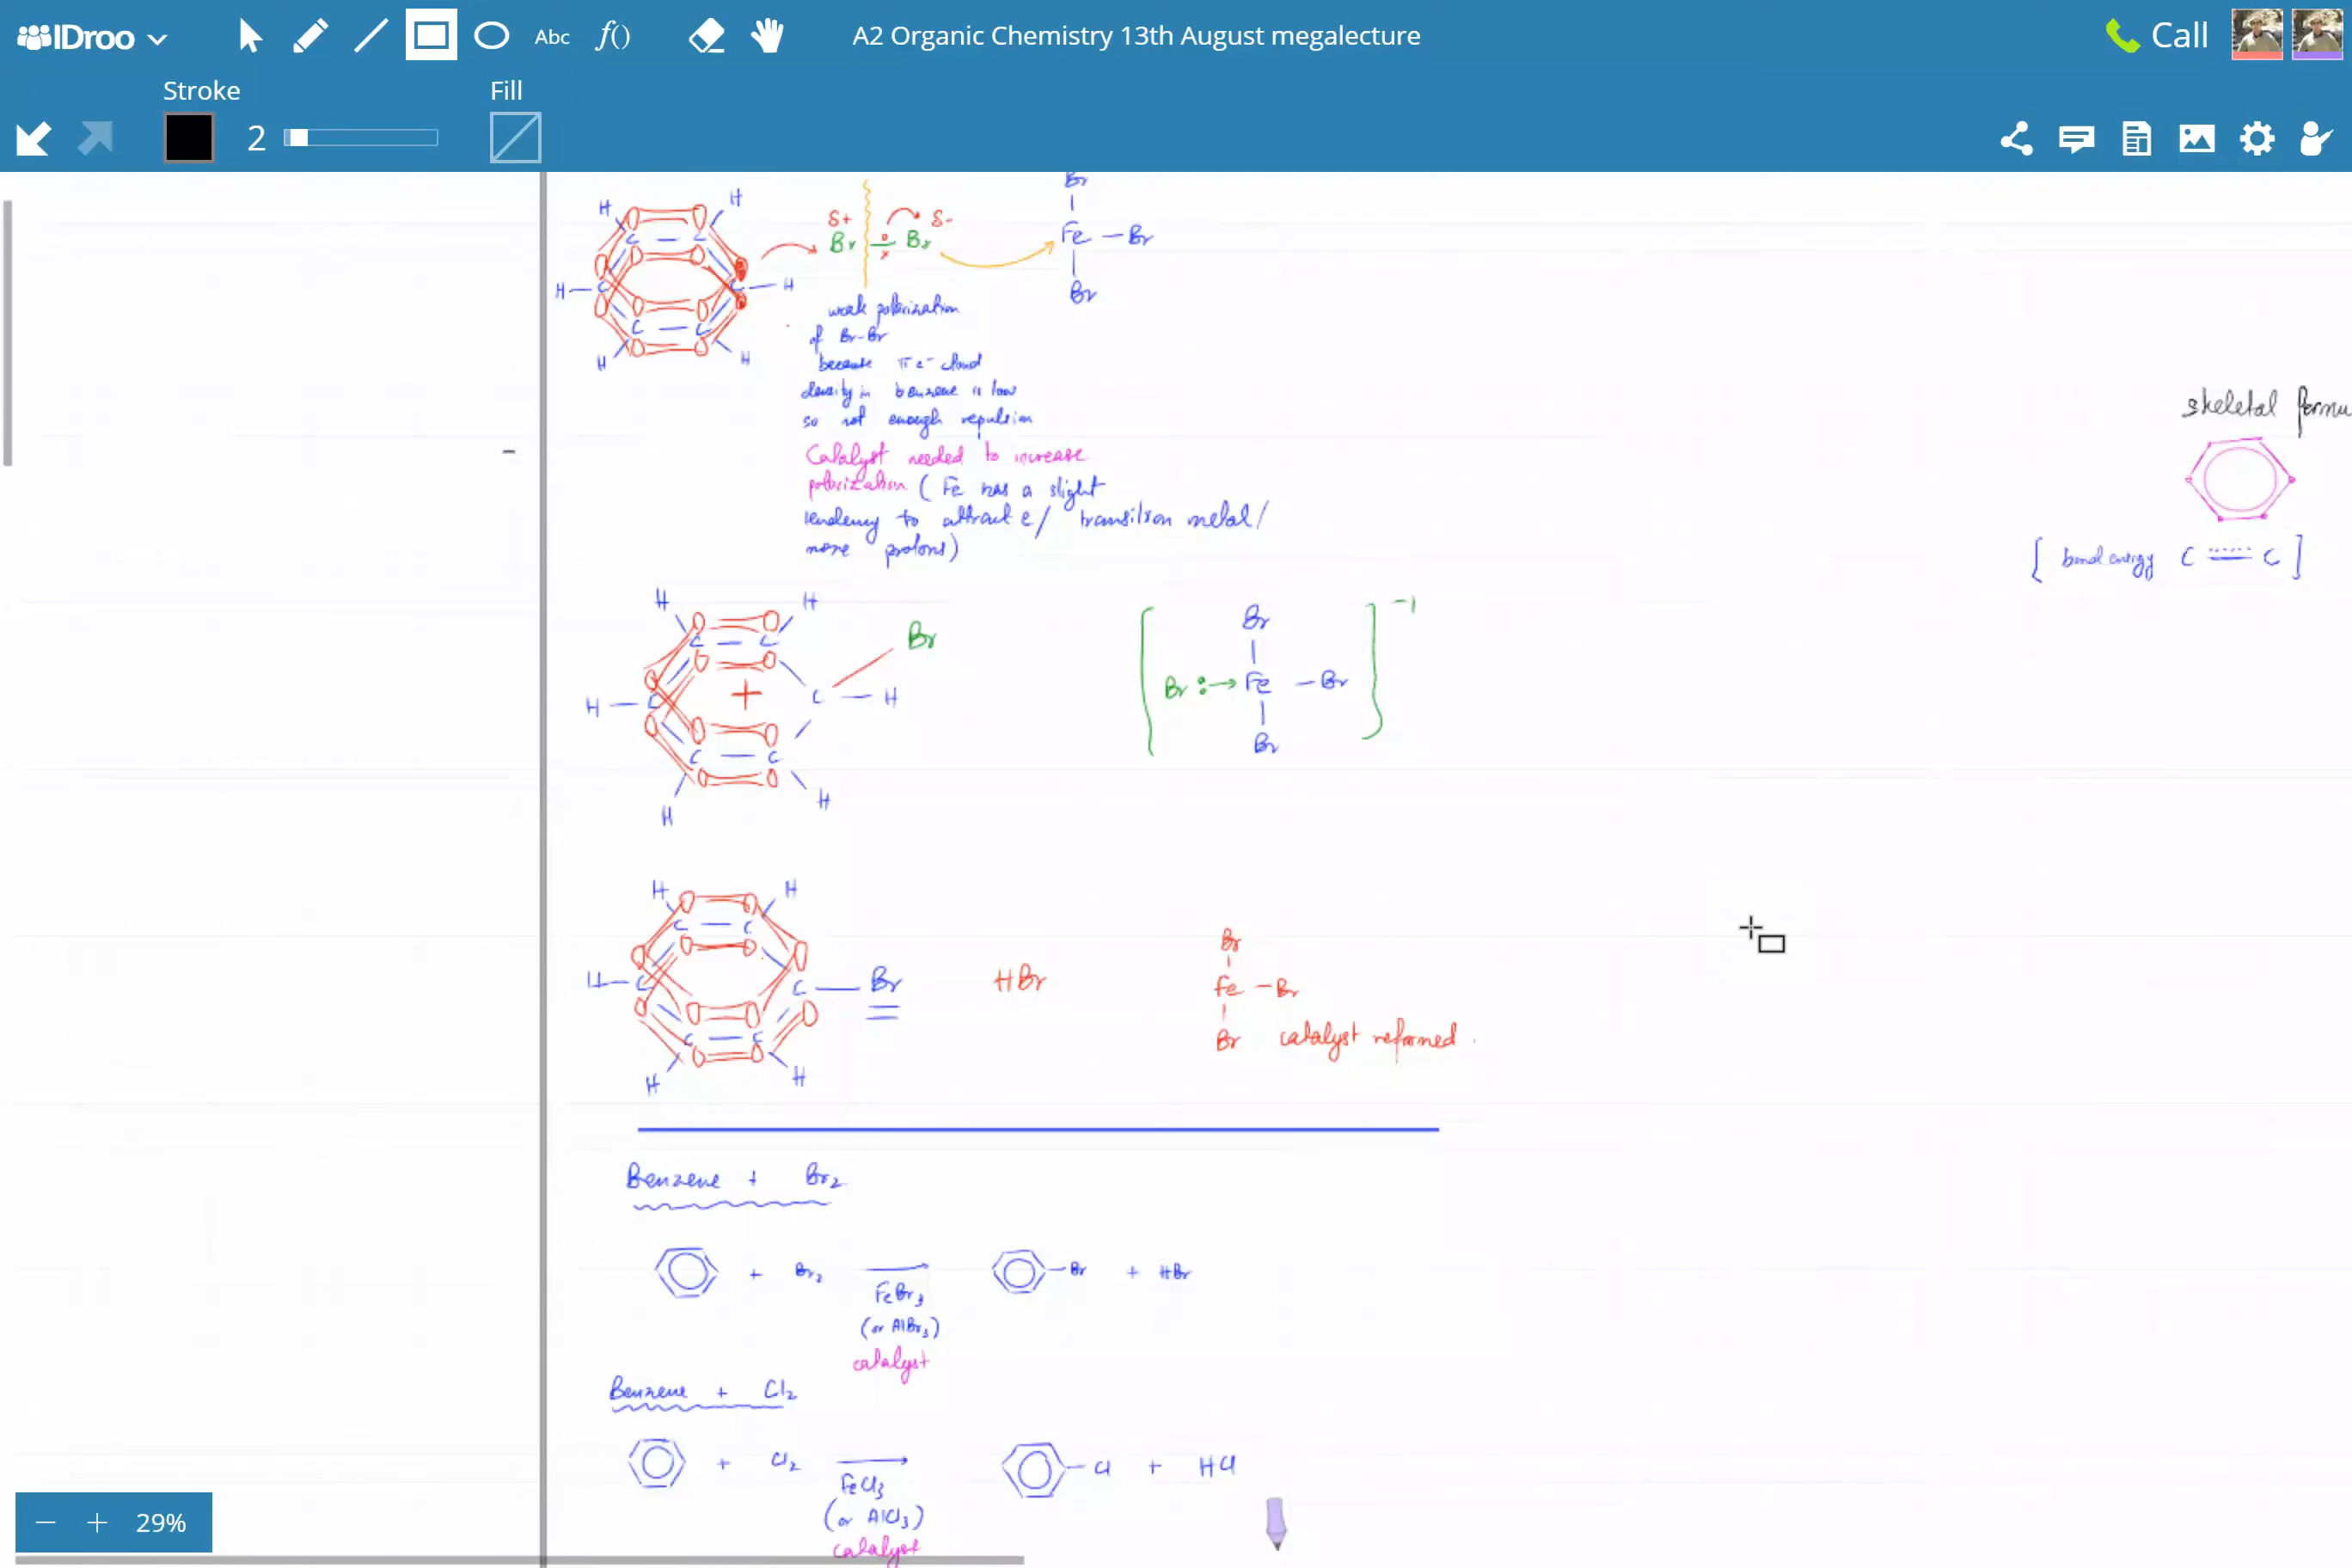 IDroo
Abc
f()
A2 Organic Chemistry 13th August megalecture
Call
Stroke
Fill
2
H
H
δ+
δ-
Br
Br
Br
Fe — Br
Br
H — C
C — C
C — H
C — C
H
H
weak polarization
of Br-Br
because π e- cloud
density in benzene is low
so not enough repulsion
Catalyst needed to increase
polarization ( Fe has a slight
tendency to attract e/ transition metal/
more protons)
skeletal formu
[ bond energy C C ]
H
H
C — C
Br
H — C
+
C — H
C — C
H
H
Br
Br : → Fe — Br
Br
-1
H
H
C — C
H — C
C — Br
C — C
H
H
HBr
Br
Fe — Br
Br catalyst reformed.
Benzene + Br2
+ Br2 → — Br + HBr
FeBr3
(or AlBr3)
catalyst
Benzene + Cl2
+ Cl2 → — Cl + HCl
FeCl3
(or AlCl3)
catalyst
− + 29%